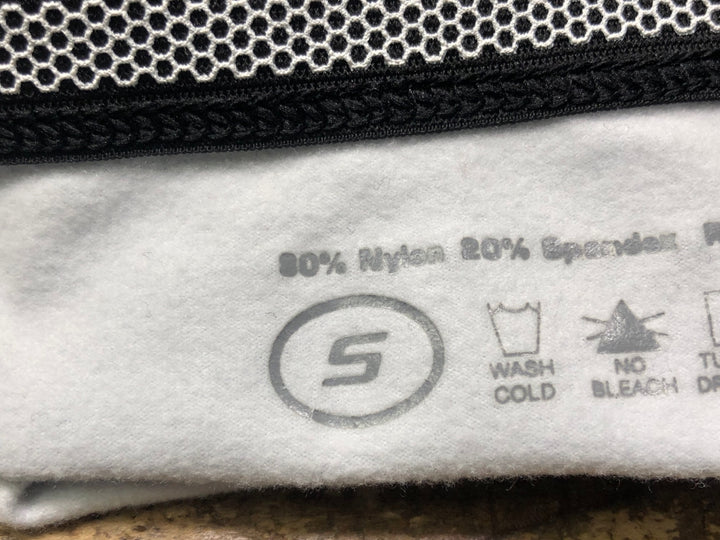 80% Nylon 20% Spandex
S
WASH
COLD
NO
BLEACH